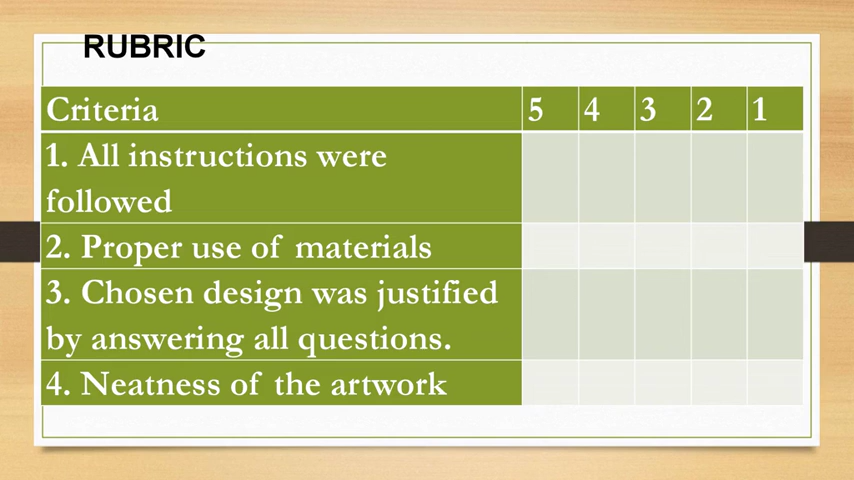 RUBRIC
Criteria 5 4 3 2 1
1. All instructions were
followed
2. Proper use of materials
3. Chosen design was justified
by answering all questions.
4. Neatness of the artwork